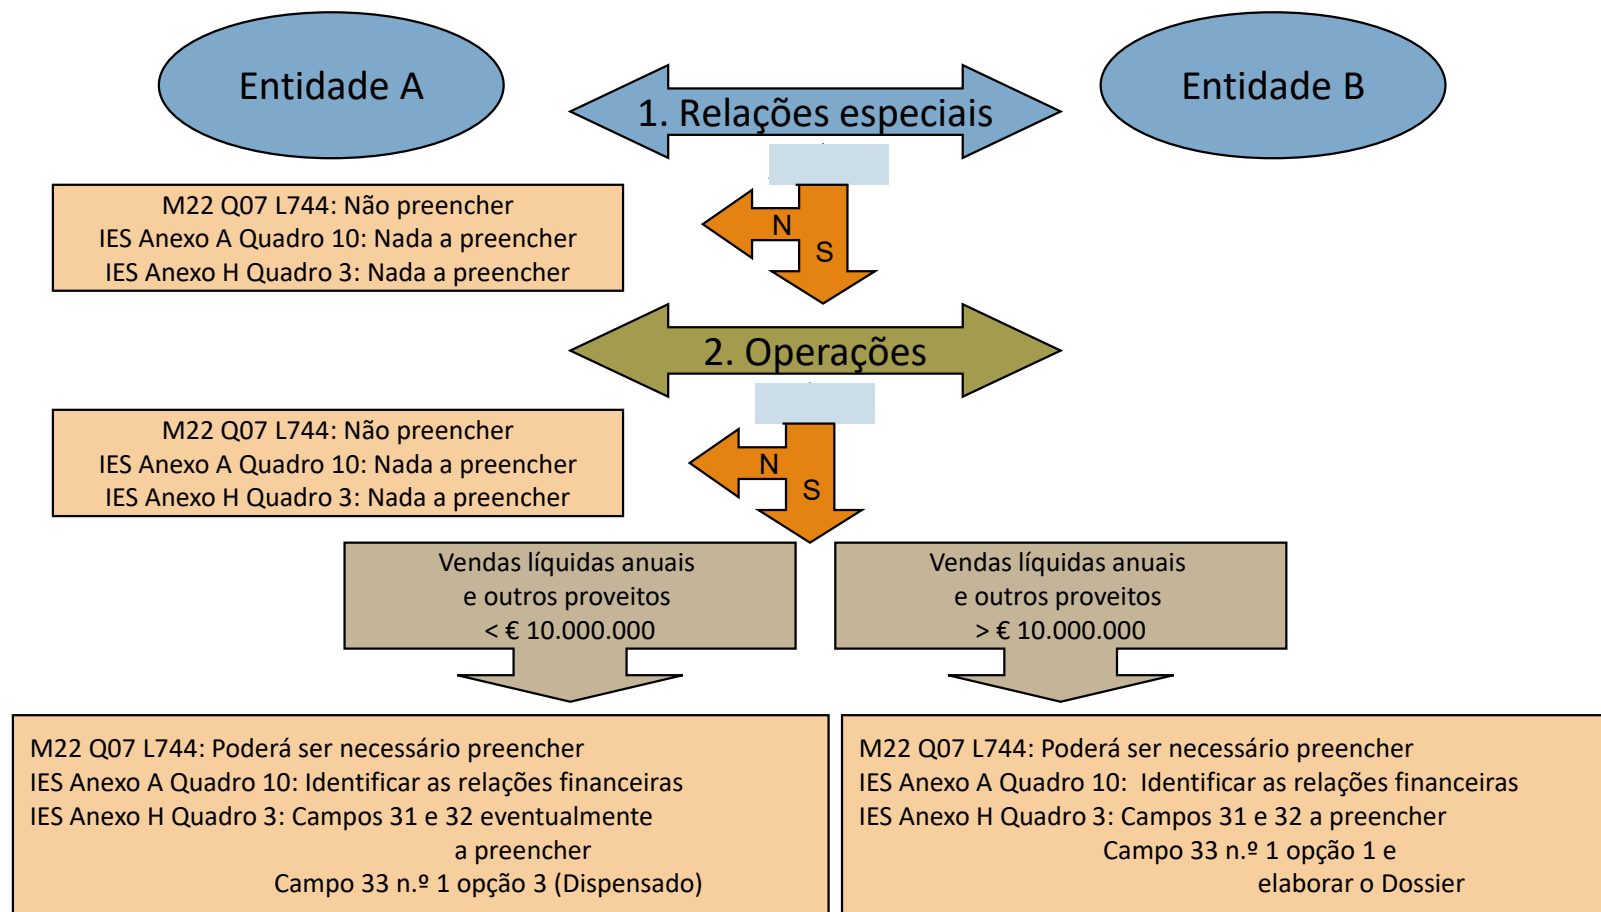 Entidade A
Entidade B
1. Relações especiais
M22 Q07 L744: Não preencher
IES Anexo A Quadro 10: Nada a preencher
IES Anexo H Quadro 3: Nada a preencher
N
S
2. Operações
M22 Q07 L744: Não preencher
IES Anexo A Quadro 10: Nada a preencher
IES Anexo H Quadro 3: Nada a preencher
N
S
Vendas líquidas anuais
e outros proveitos
< € 10.000.000
Vendas líquidas anuais
e outros proveitos
> € 10.000.000
M22 Q07 L744: Poderá ser necessário preencher
IES Anexo A Quadro 10: Identificar as relações financeiras
IES Anexo H Quadro 3: Campos 31 e 32 eventualmente
a preencher
Campo 33 n.º 1 opção 3 (Dispensado)
M22 Q07 L744: Poderá ser necessário preencher
IES Anexo A Quadro 10: Identificar as relações financeiras
IES Anexo H Quadro 3: Campos 31 e 32 a preencher
Campo 33 n.º 1 opção 1 e
elaborar o Dossier